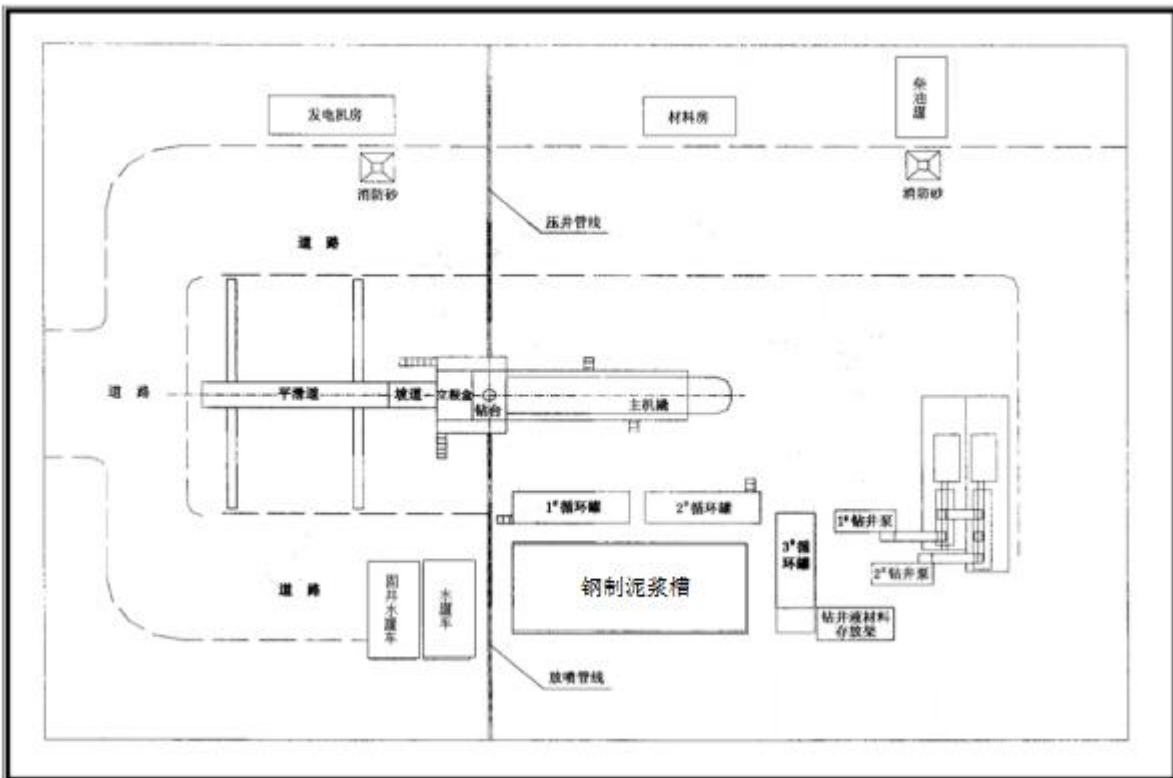 发电机房
材料房
柴油罐
消防砂
消防砂
压井管线
道 路
道 路
平滑道
坡道
立根盒
钻台
主机撬
1#循环罐
2#循环罐
3#循环罐
1#钻井泵
2#钻井泵
钢制泥浆槽
道 路
固井水罐车
水罐车
钻井液材料
存放架
放喷管线